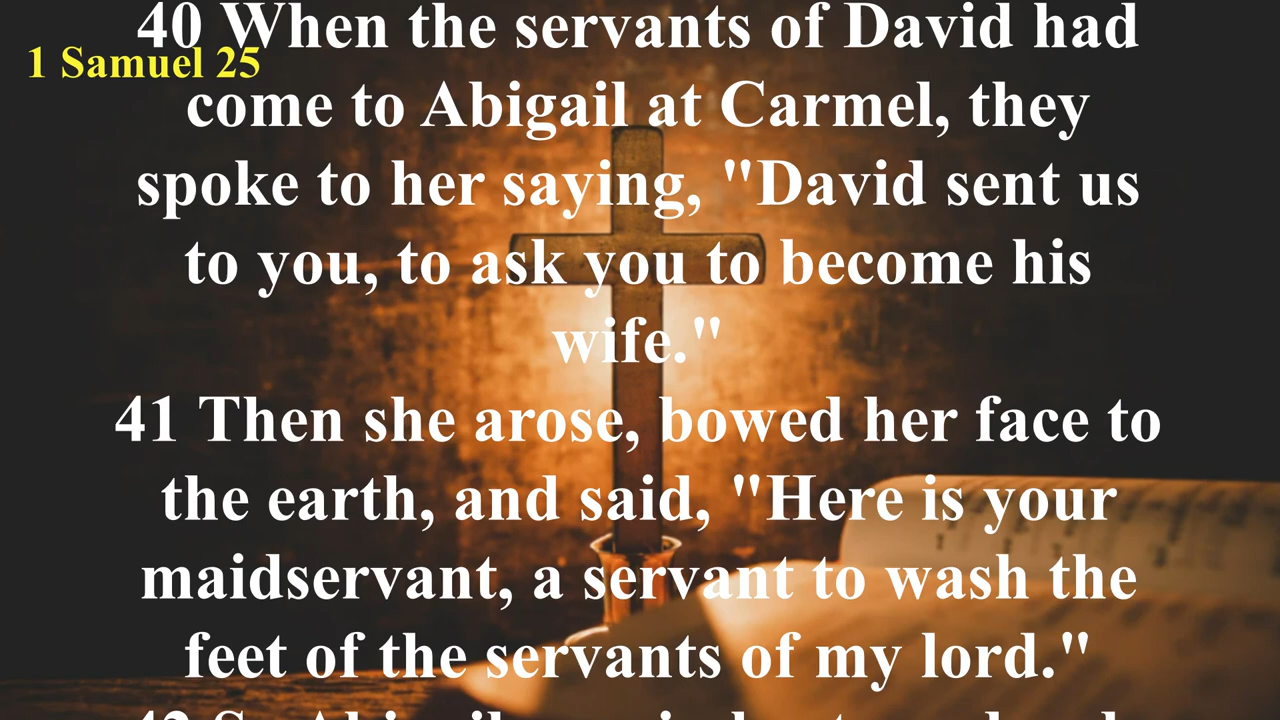 40 When the servants of David had
1 Samuel 25
come to Abigail at Carmel, they
spoke to her saying, "David sent us
to you, to ask you to become his
wife."
41 Then she arose, bowed her face to
the earth, and said, "Here is your
maidservant, a servant to wash the
feet of the servants of my lord."